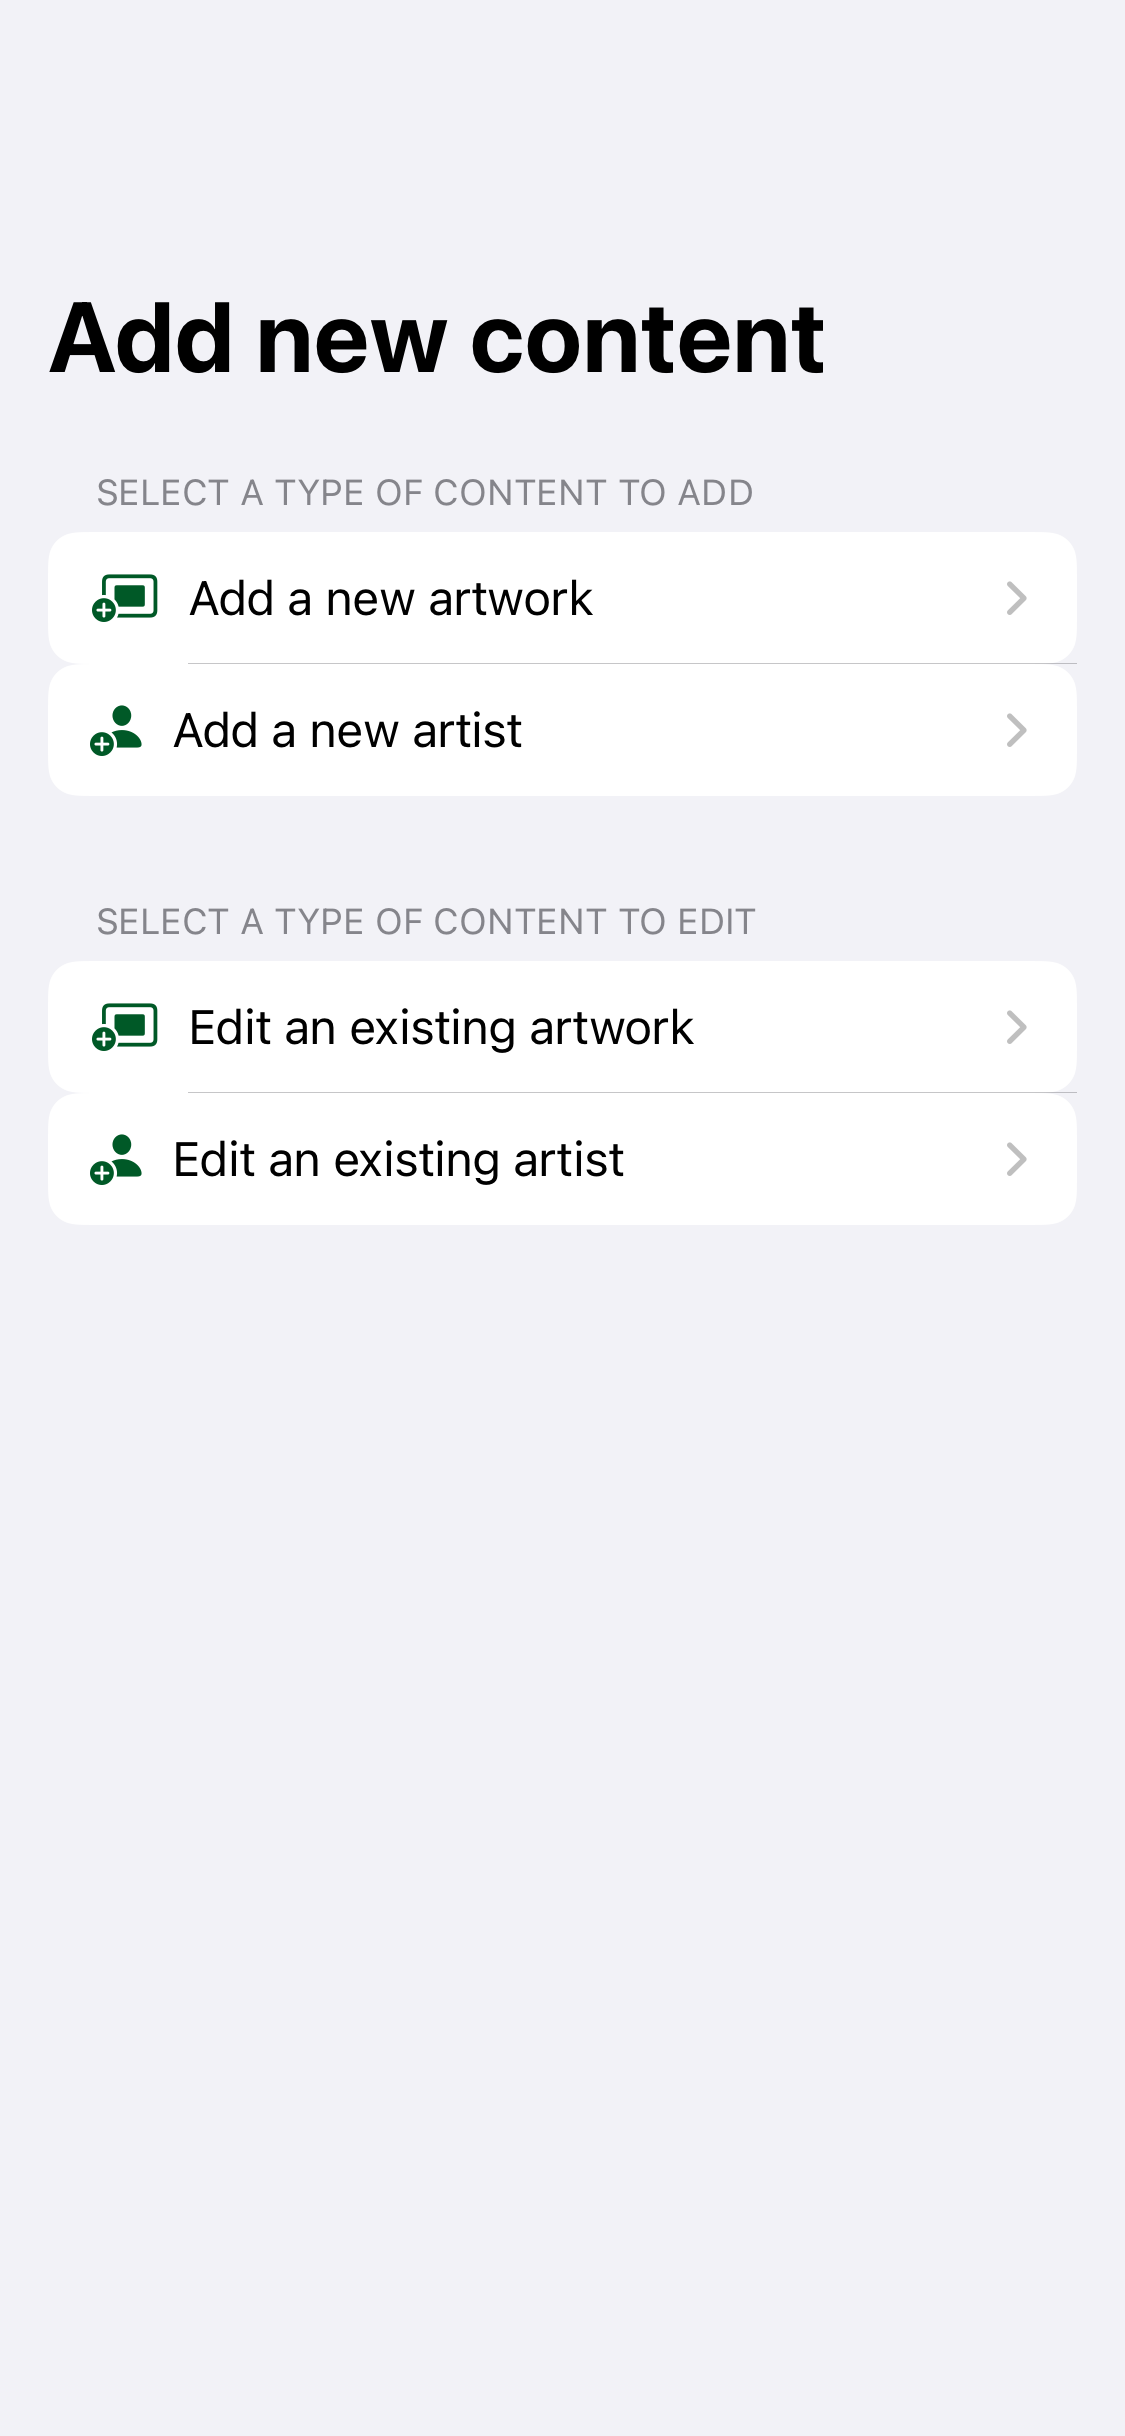 Add new content
SELECT A TYPE OF CONTENT TO ADD
Add a new artwork
Add a new artist
SELECT A TYPE OF CONTENT TO EDIT
Edit an existing artwork
Edit an existing artist